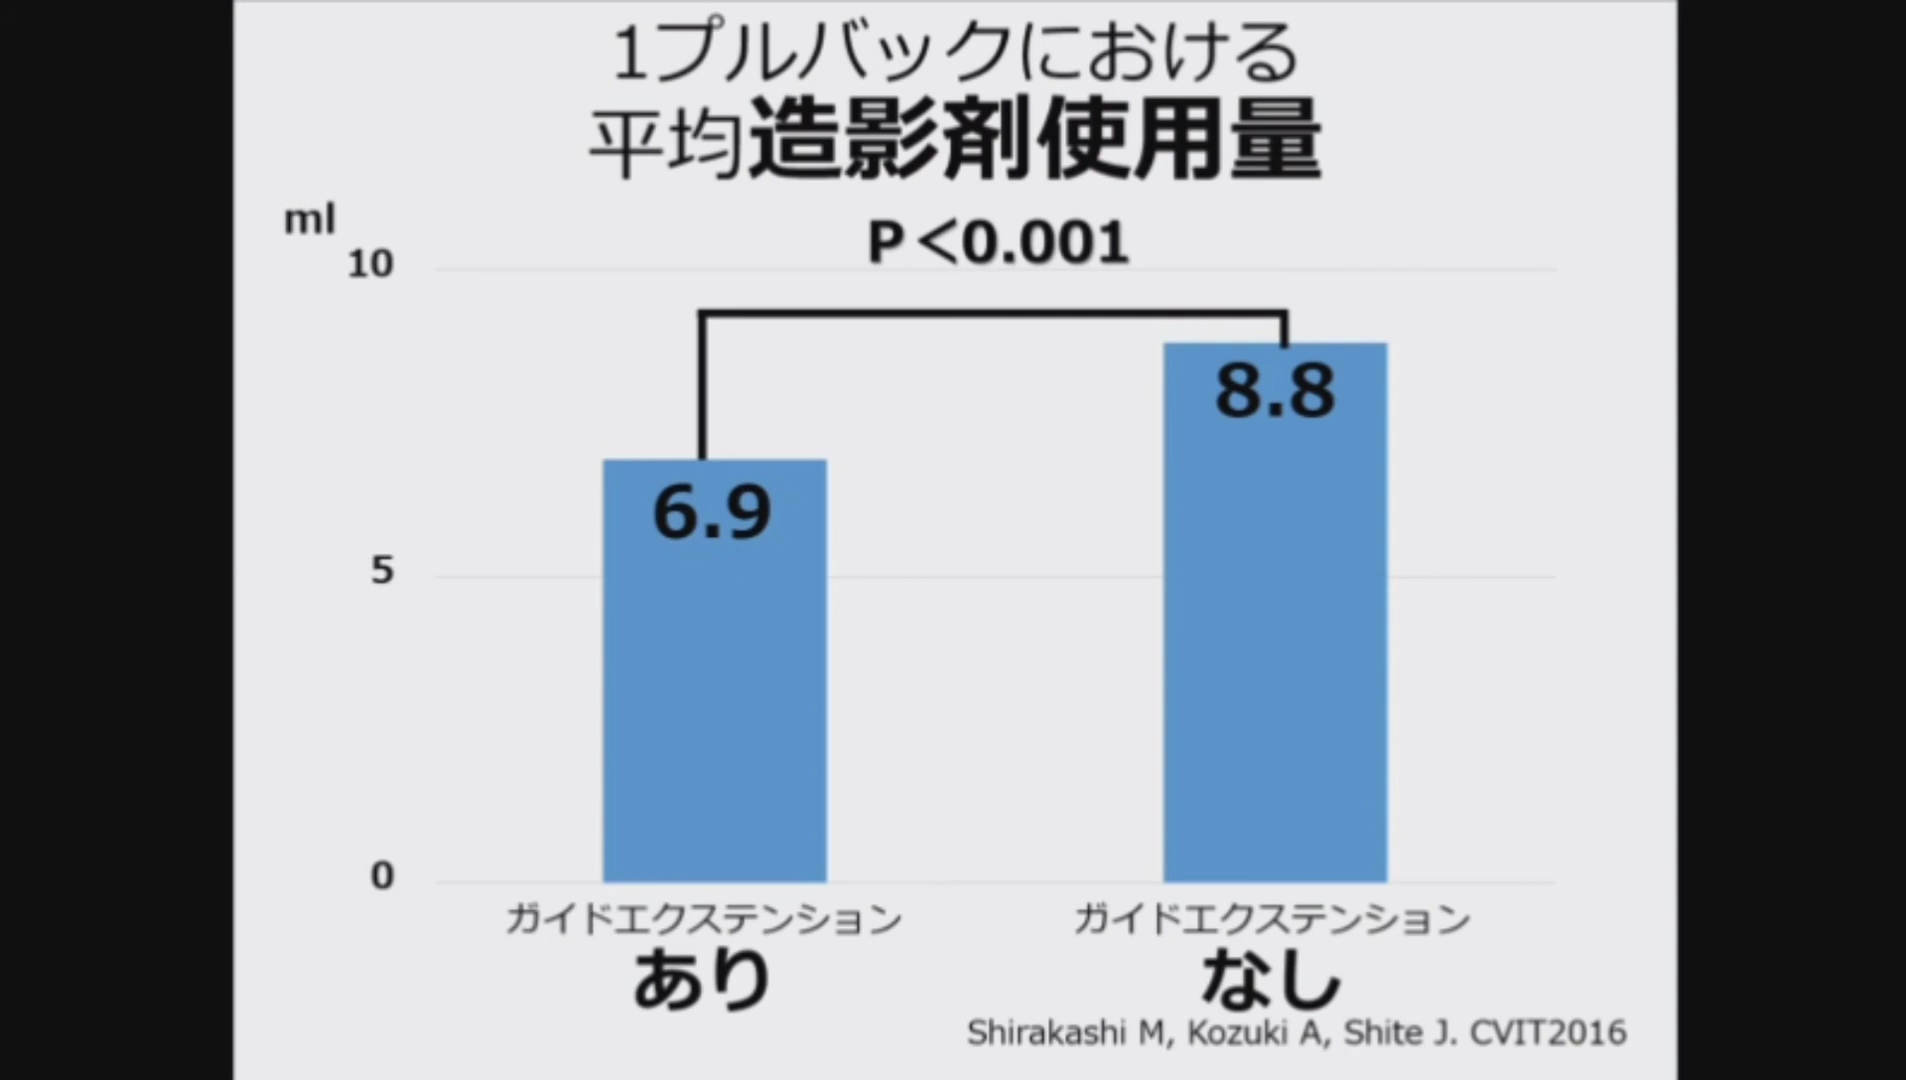 1プルバックにおける
平均造影剤使用量
ml
P<0.001
10
8.8
6.9
5
0
ガイドエクステンション ガイドエクステンション
あり なし
Shirakashi M, Kozuki A, Shite J. CVIT2016